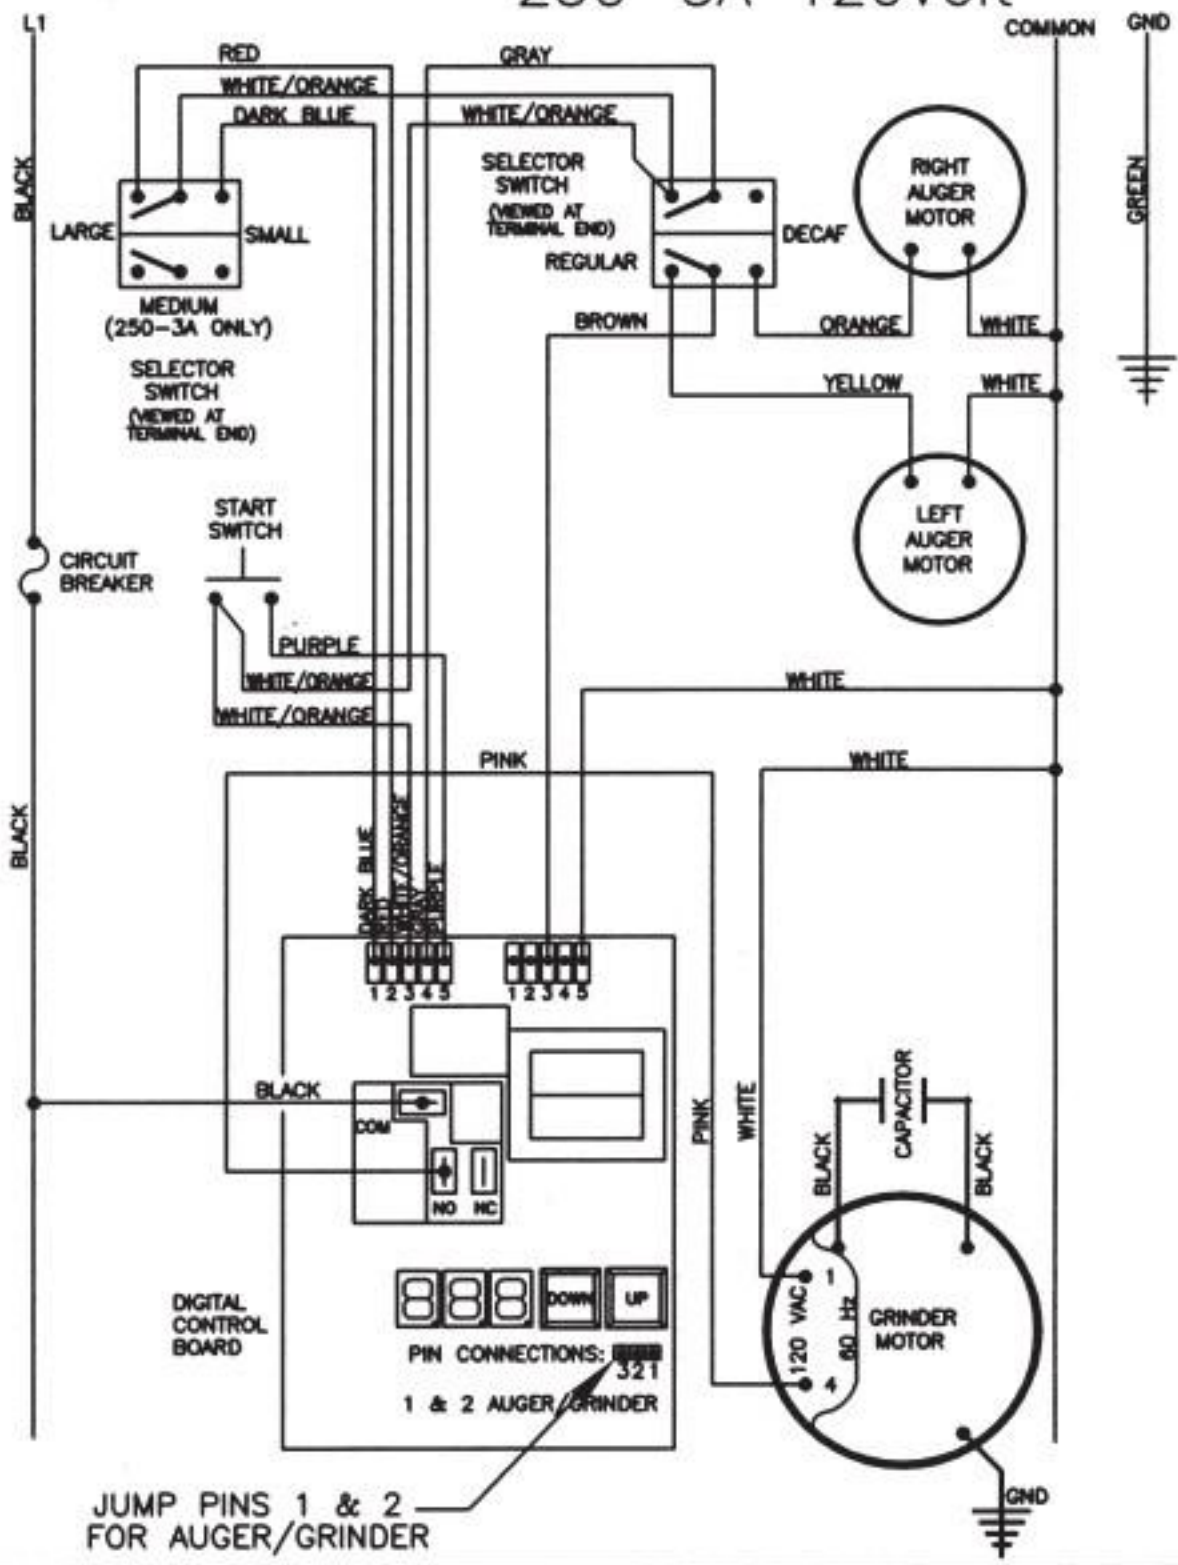 L1
COMMON
GND
RED
GRAY
WHITE/ORANGE
DARK BLUE
WHITE/ORANGE
BLACK
SELECTOR
SWITCH
(VIEWED AT
TERMINAL END)
RIGHT
AUGER
MOTOR
GREEN
LARGE
SMALL
DECAF
REGULAR
MEDIUM
(250-3A ONLY)
BROWN
ORANGE
WHITE
SELECTOR
SWITCH
(VIEWED AT
TERMINAL END)
YELLOW
WHITE
START
SWITCH
LEFT
AUGER
MOTOR
CIRCUIT
BREAKER
PURPLE
WHITE/ORANGE
WHITE
WHITE/ORANGE
PINK
WHITE
BLACK
DARK BLUE
RED
WHITE/ORANGE
GRAY
PURPLE
1 2 3 4 5
1 2 3 4 5
BLACK
COM
NO
NC
PINK
WHITE
CAPACITOR
BLACK
BLACK
DIGITAL
CONTROL
BOARD
8 8 8
DOWN
UP
1
120 VAC
60 Hz
4
GRINDER
MOTOR
PIN CONNECTIONS:
321
1 & 2 AUGER/GRINDER
JUMP PINS 1 & 2
FOR AUGER/GRINDER
GND